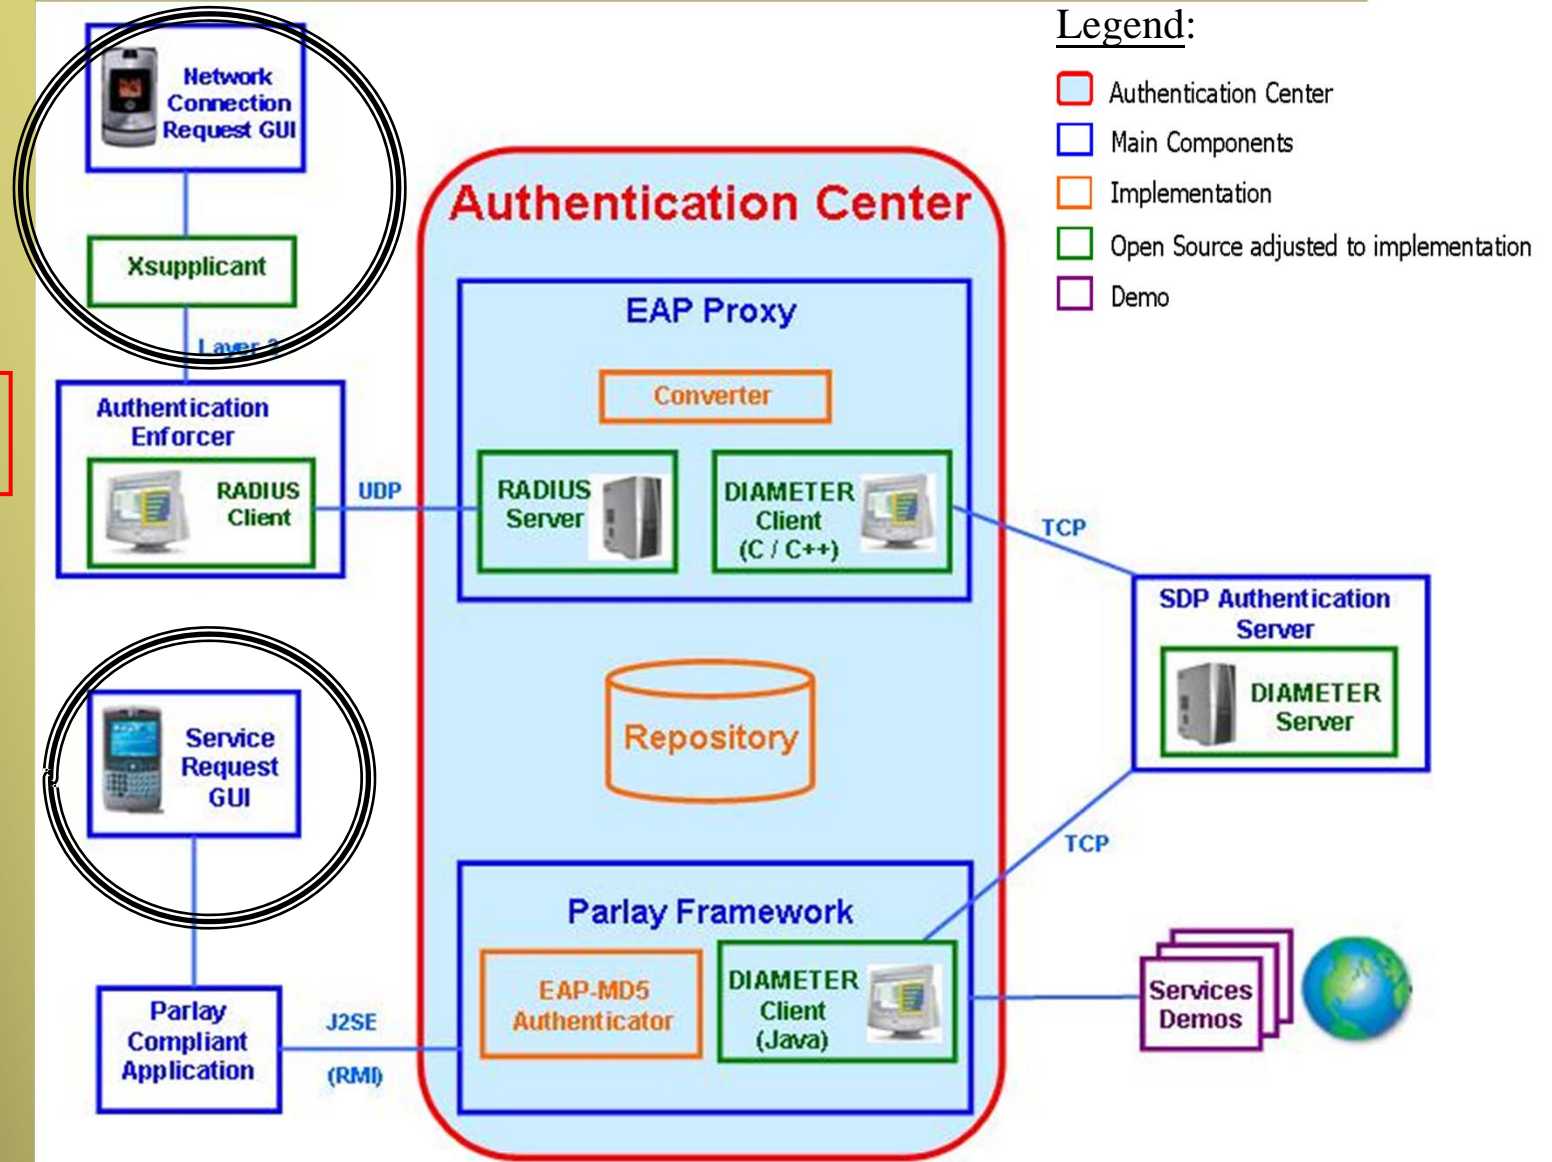 Legend:
Authentication Center
Main Components
Implementation
Open Source adjusted to implementation
Demo
Network
Connection
Request GUI
Xsupplicant
Layer
Authentication
Enforcer
RADIUS
Client
UDP
Authentication Center
EAP Proxy
Converter
RADIUS
Server
DIAMETER
Client
(C / C++)
TCP
SDP Authentication
Server
DIAMETER
Server
Repository
Service
Request
GUI
TCP
Parlay Framework
EAP-MD5
Authenticator
DIAMETER
Client
(Java)
Parlay
Compliant
Application
J2SE
(RMI)
Services
Demos